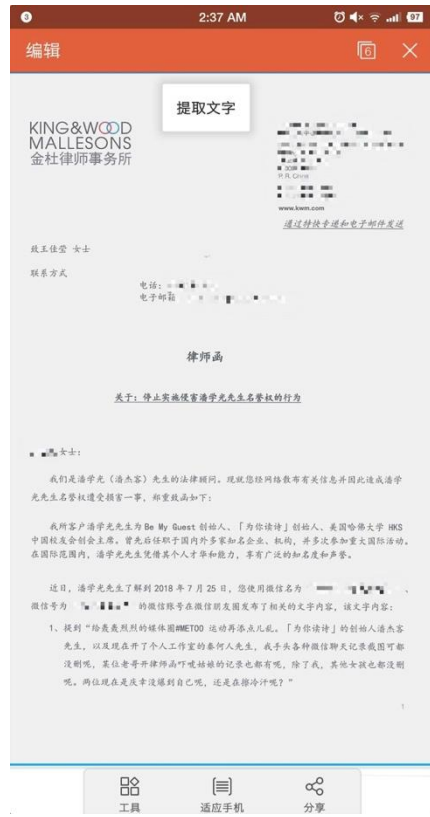 3
2:37 AM
97
编辑
6
提取文字
KING&WOOD
MALLESONS
金杜律师事务所
P. R. China
www.kwm.com
通过特快专递和电子邮件发送
致王佳莹 女士
联系方式
电话:
电子邮箱
律师函
关于: 停止实施侵害潘学光先生名誉权的行为
女士:
我们是潘学光(潘杰客)先生的法律顾问。现就您经网络散布有关信息并因此造成潘学
光先生名誉权遭受损害一事,郑重致函如下:
我所客户潘学光先生为 Be My Guest 创始人、「为你读诗」创始人、美国哈佛大学 HKS
中国校友会创会主席。曾先后任职于国内外多家知名企业、机构,并多次参加重大国际活动。
在国际范围内,潘学光先生凭借其个人才华和能力,享有广泛的知名度和声誉。
近日,潘学光先生了解到 2018 年 7 月 25 日,您使用微信名为
微信号为 的微信账号在微信朋友圈发布了相关的文字内容,该文字内容:
1、提到“给轰轰烈烈的媒体圈#METOO 运动再添点儿乱。「为你读诗」的创始人潘杰客
先生,以及现在开了个人工作室的秦何人先生,我手头各种微信聊天记录截图可都
没删呢,某位老哥开律师函吓唬姑娘的记录也都有呢,除了我,其他女孩也都没删
呢。两位现在是庆幸没爆到自己呢,还是在擦冷汗呢?”
1
工具
适应手机
分享